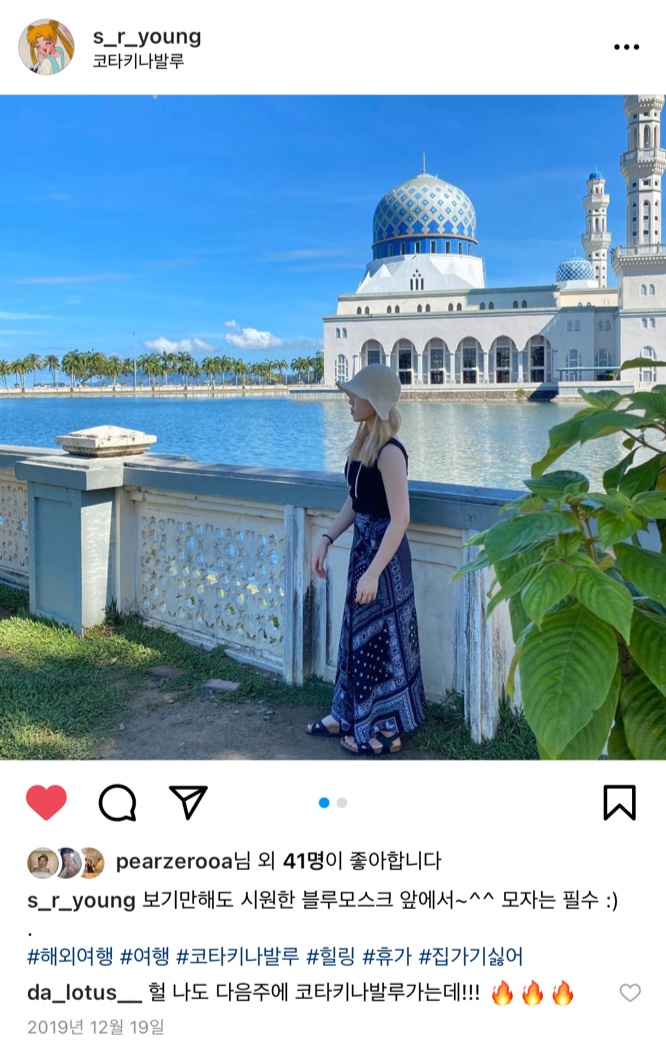 s_r_young
코타키나발루
pearzerooa님 외 41명이 좋아합니다
s_r_young 보기만해도 시원한 블루모스크 앞에서~^^ 모자는 필수 :)
.
#해외여행 #여행 #코타키나발루 #힐링 #휴가 #집가기싫어
da_lotus__ 헐 나도 다음주에 코타키나발루가는데!!! 🔥🔥🔥
2019년 12월 19일